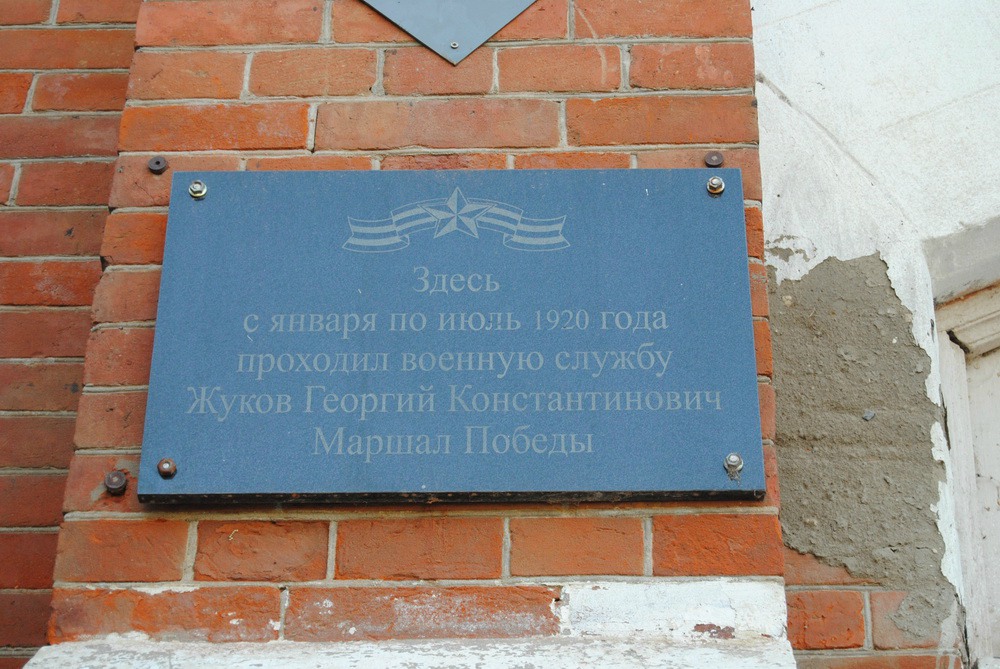 Здесь
с января по июль 1920 года
проходил военную службу
Жуков Георгий Константинович
Маршал Победы